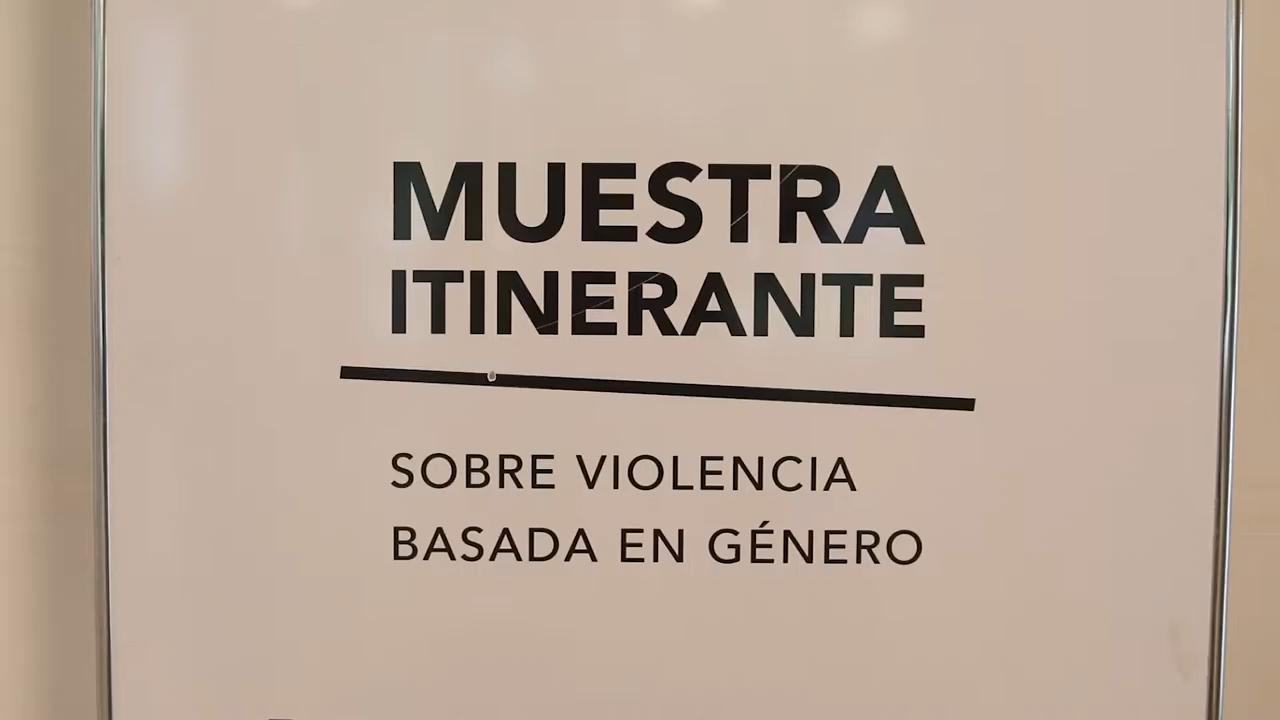 MUESTRA
ITINERANTE
SOBRE VIOLENCIA
BASADA EN GÉNERO